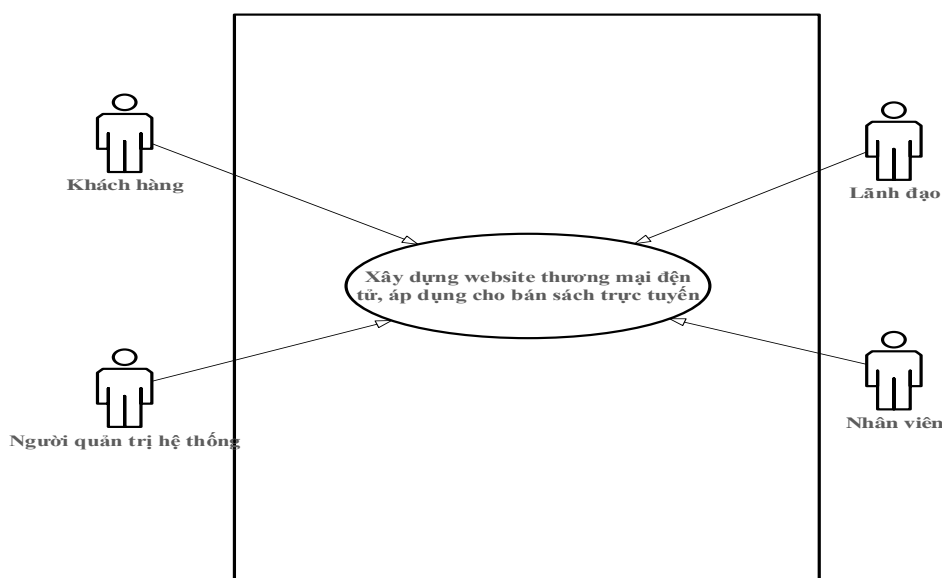 Khách hàng
Lãnh đạo
Xây dựng website thương mại đện
tử, áp dụng cho bán sách trực tuyến
Người quản trị hệ thống
Nhân viên